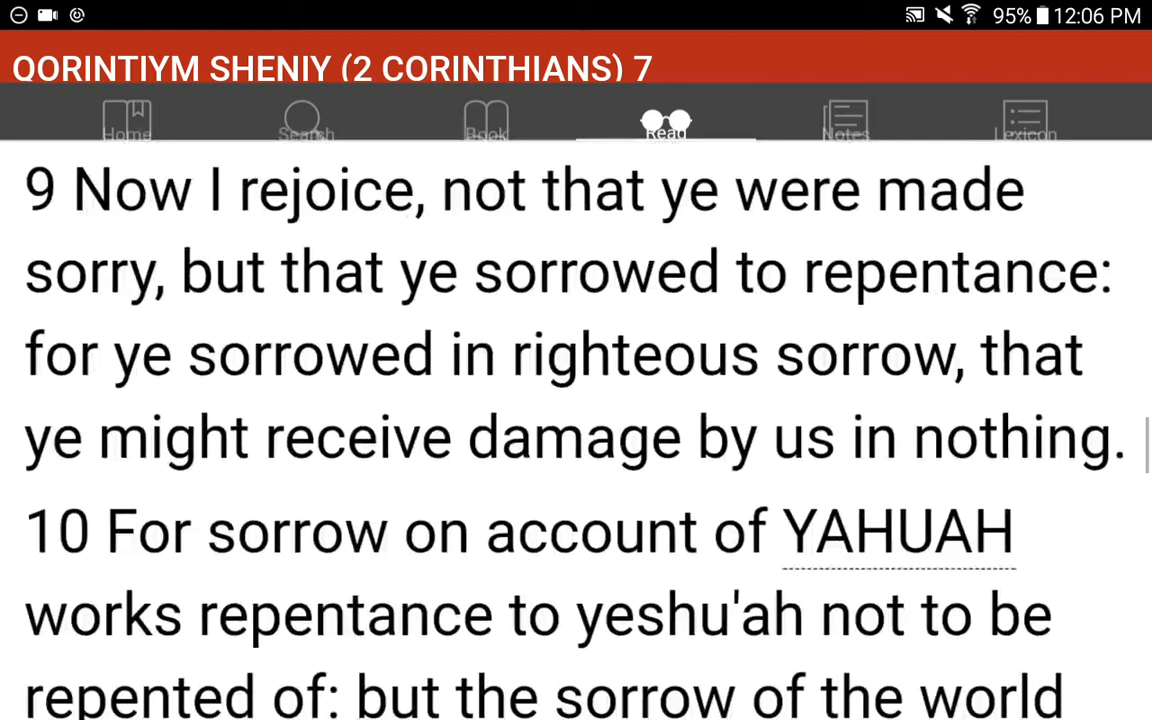 95% 12:06 PM
QORINTIYM SHENIY (2 CORINTHIANS) 7
Home Search Book Read Notes Lexicon
9 Now I rejoice, not that ye were made
sorry, but that ye sorrowed to repentance:
for ye sorrowed in righteous sorrow, that
ye might receive damage by us in nothing.
10 For sorrow on account of YAHUAH
works repentance to yeshu'ah not to be
repented of: but the sorrow of the world